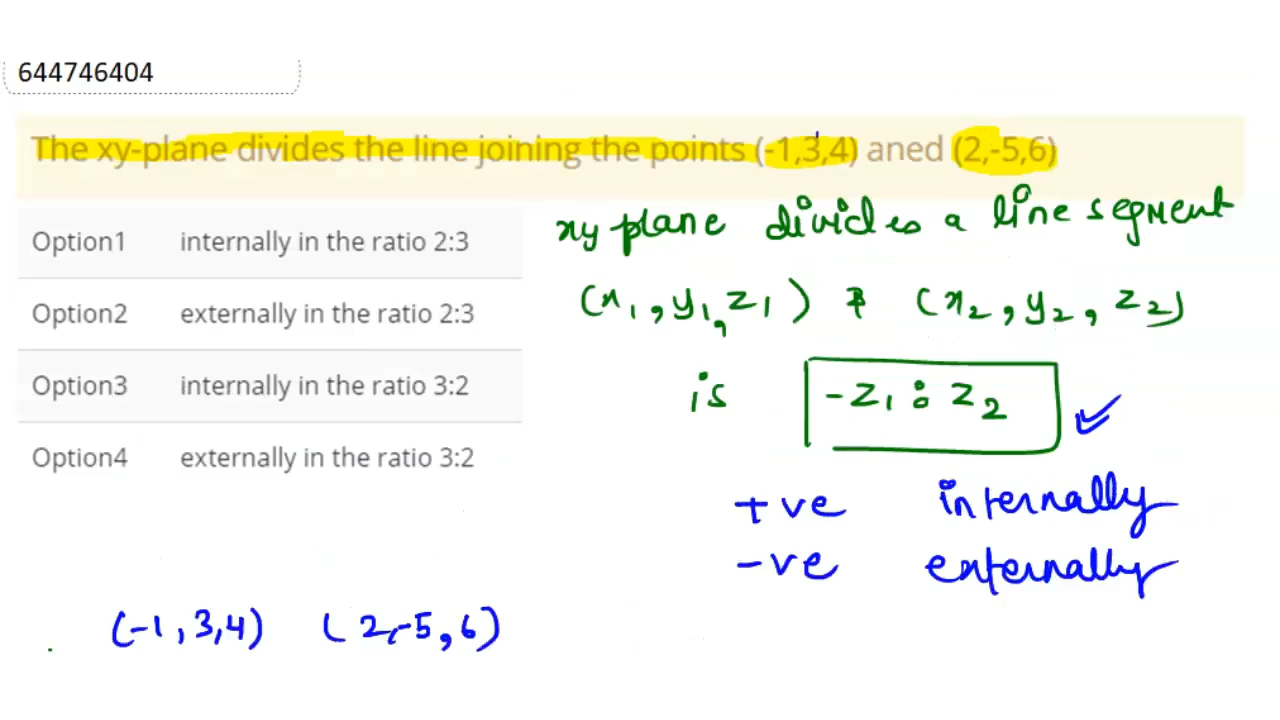 644746404
The xy-plane divides the line joining the points (-1,3,4) aned (2,-5,6)
Option1 internally in the ratio 2:3
Option2 externally in the ratio 2:3
Option3 internally in the ratio 3:2
Option4 externally in the ratio 3:2
xy plane divides a line segment
(x₁, y₁, z₁) & (x₂, y₂, z₂)
is -z₁ : z₂
+ve internally
-ve externally
(-1, 3, 4) (2, -5, 6)